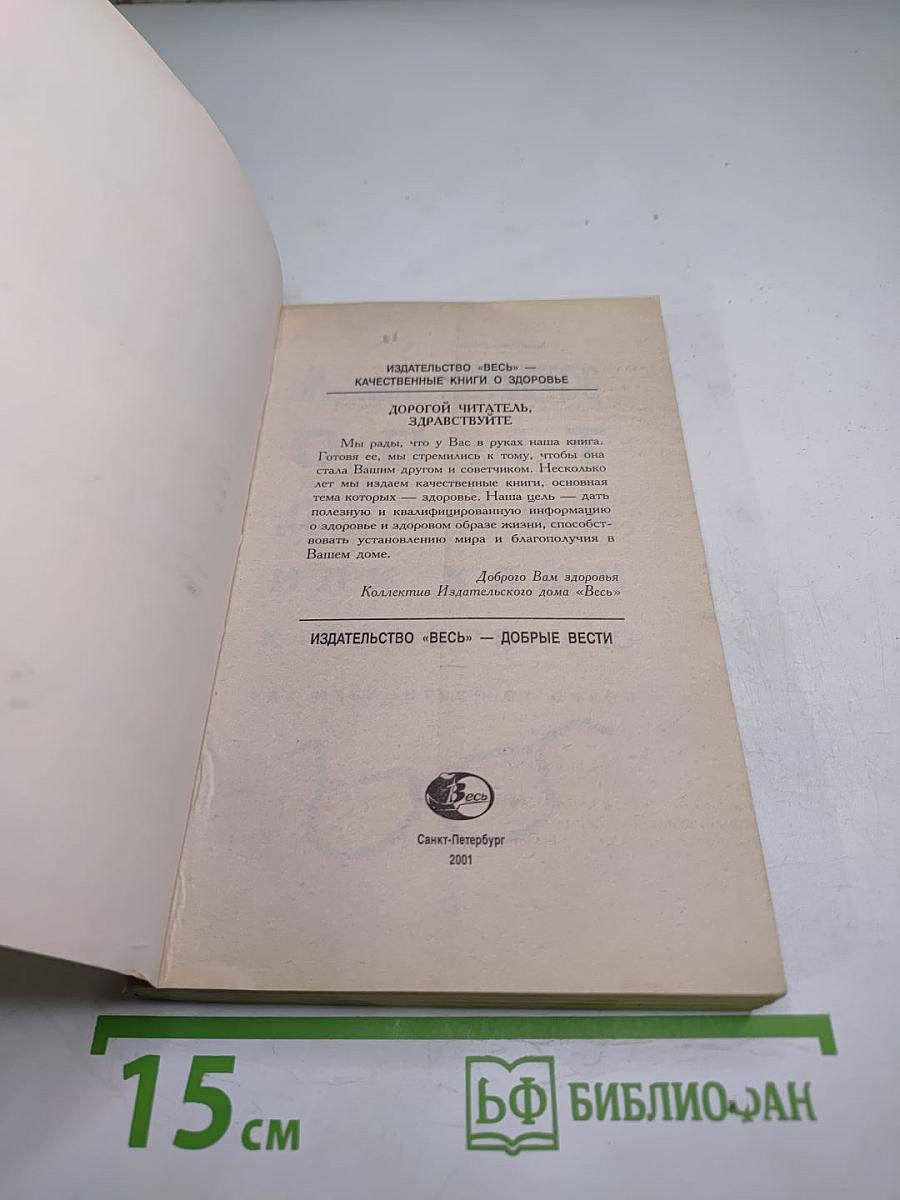 ИЗДАТЕЛЬСТВО «ВЕСЬ» —
КАЧЕСТВЕННЫЕ КНИГИ О ЗДОРОВЬЕ
ДОРОГОЙ ЧИТАТЕЛЬ,
ЗДРАВСТВУЙТЕ
Мы рады, что у Вас в руках наша книга.
Готовя ее, мы стремились к тому, чтобы она
стала Вашим другом и советчиком. Несколько
лет мы издаем качественные книги, основная
тема которых — здоровье. Наша цель — дать
полезную и квалифицированную информацию
о здоровье и здоровом образе жизни, способст-
вовать установлению мира и благополучия в
Вашем доме.
Доброго Вам здоровья
Коллектив Издательского дома «Весь»
ИЗДАТЕЛЬСТВО «ВЕСЬ» — ДОБРЫЕ ВЕСТИ
Весь
Санкт-Петербург
2001
15 см
БФ БИБЛИОФАН